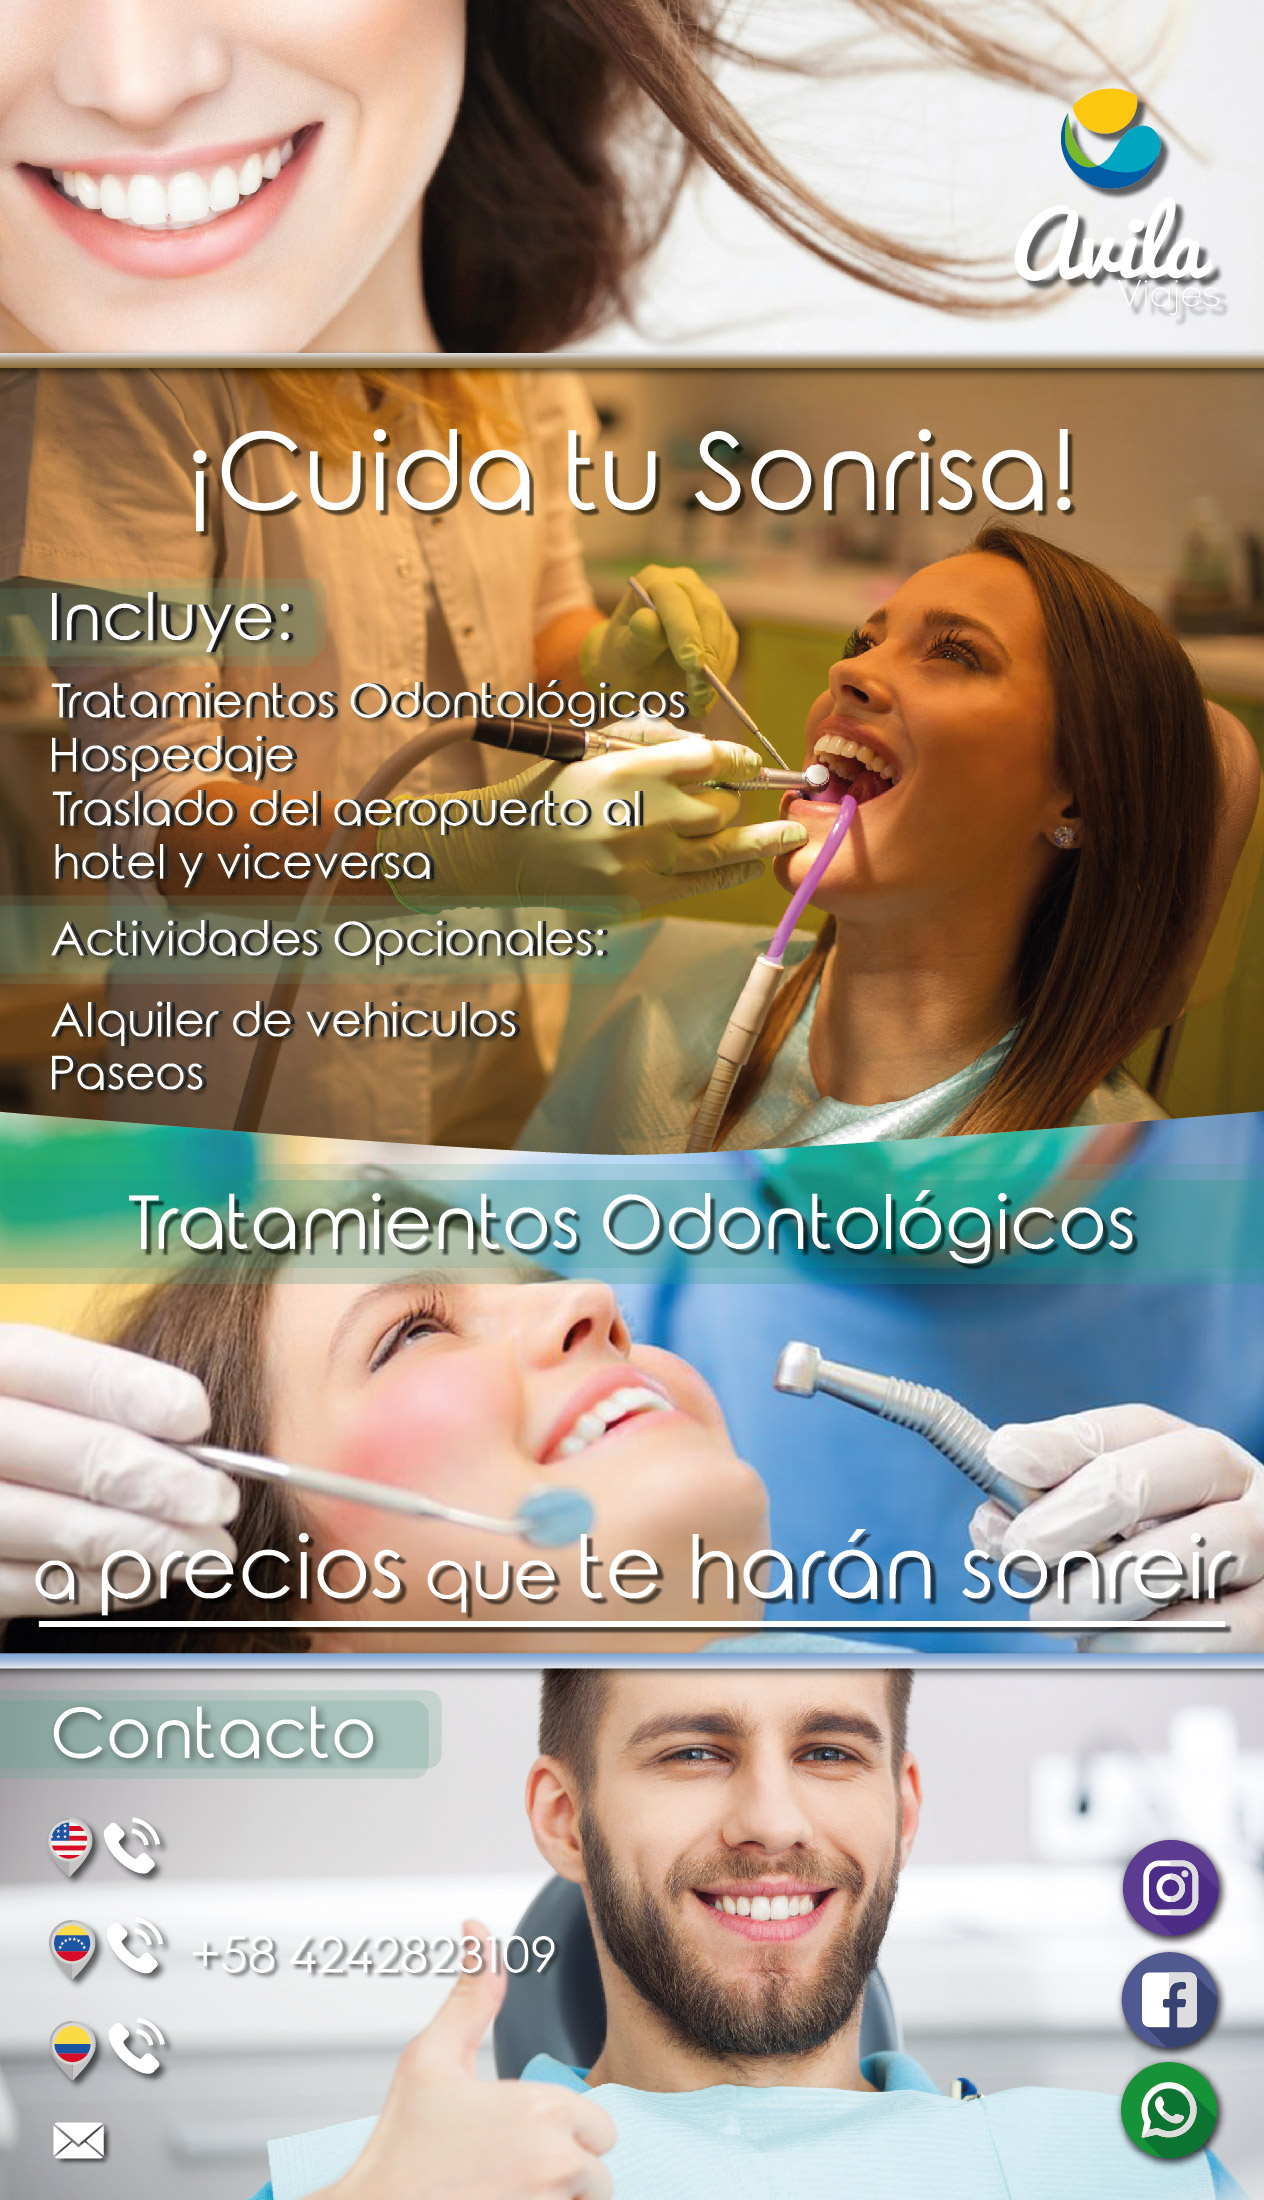 Avila
Viajes
¡Cuida tu Sonrisa!
Incluye:
Tratamientos Odontológicos
Hospedaje
Traslado del aeropuerto al
hotel y viceversa
Actividades Opcionales:
Alquiler de vehiculos
Paseos
Tratamientos Odontológicos
a precios que te harán sonreir
Contacto
+58 4242823109